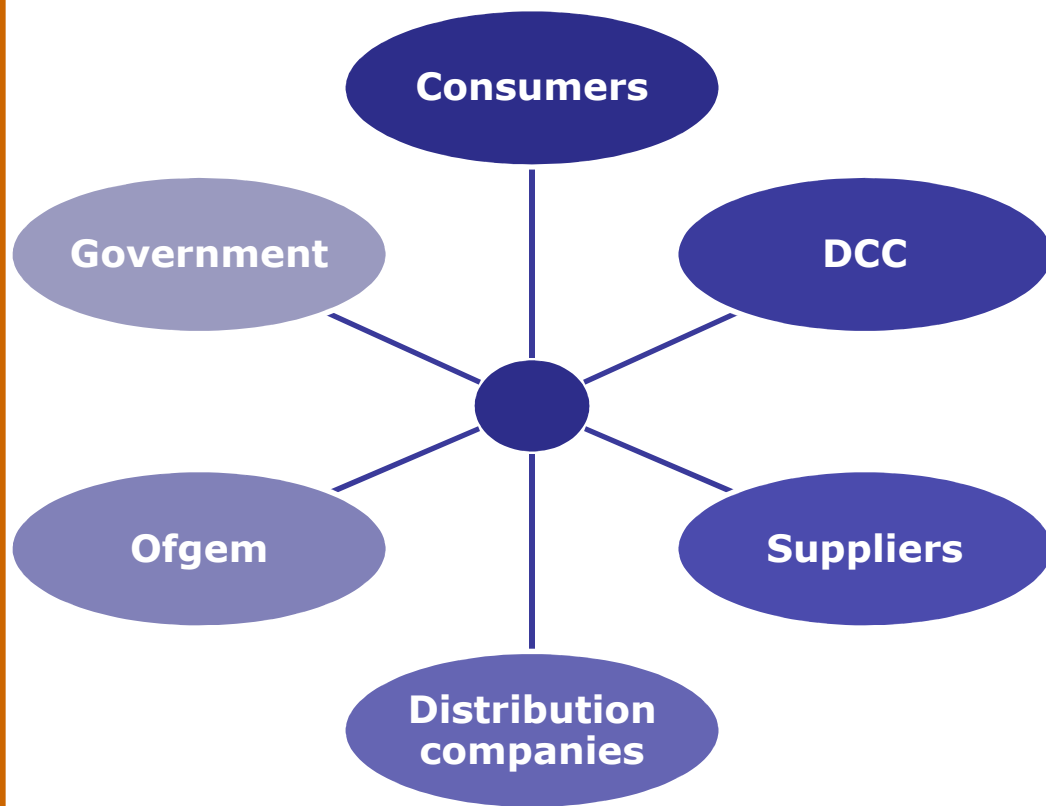 Consumers
Government
DCC
Ofgem
Suppliers
Distribution
companies